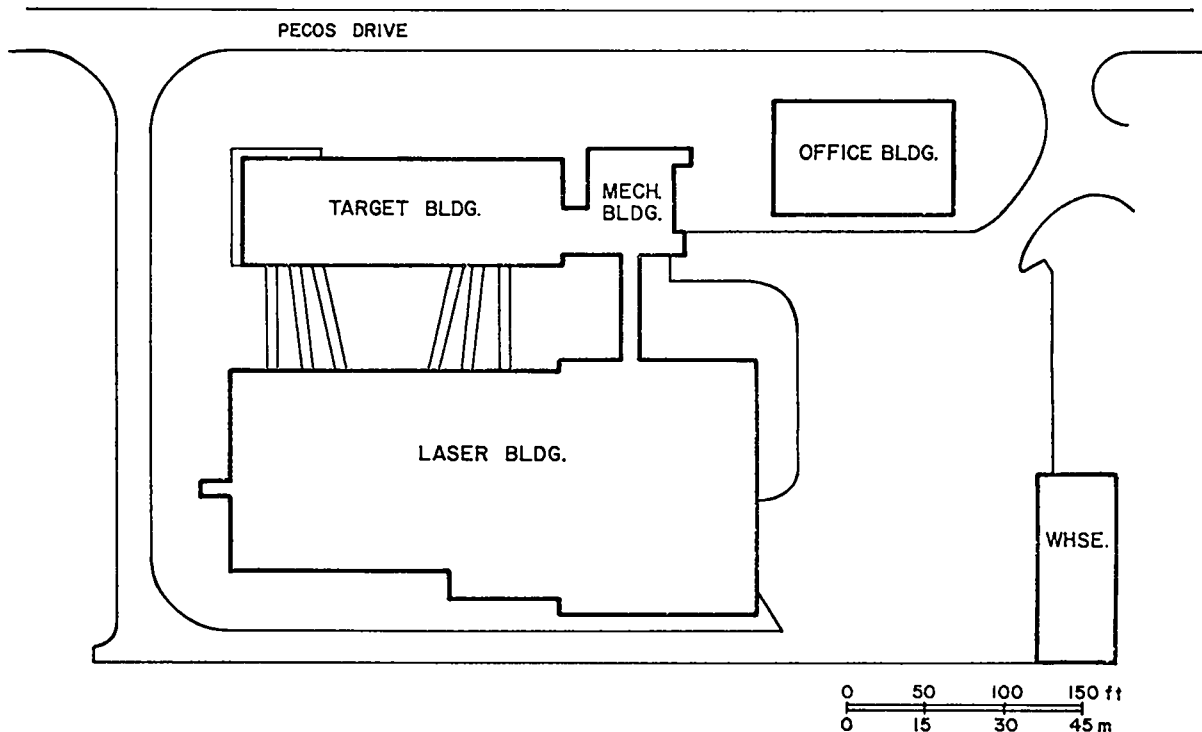 PECOS DRIVE
OFFICE BLDG.
TARGET BLDG.
MECH.
BLDG.
LASER BLDG.
WHSE.
0 50 100 150 ft
0 15 30 45 m